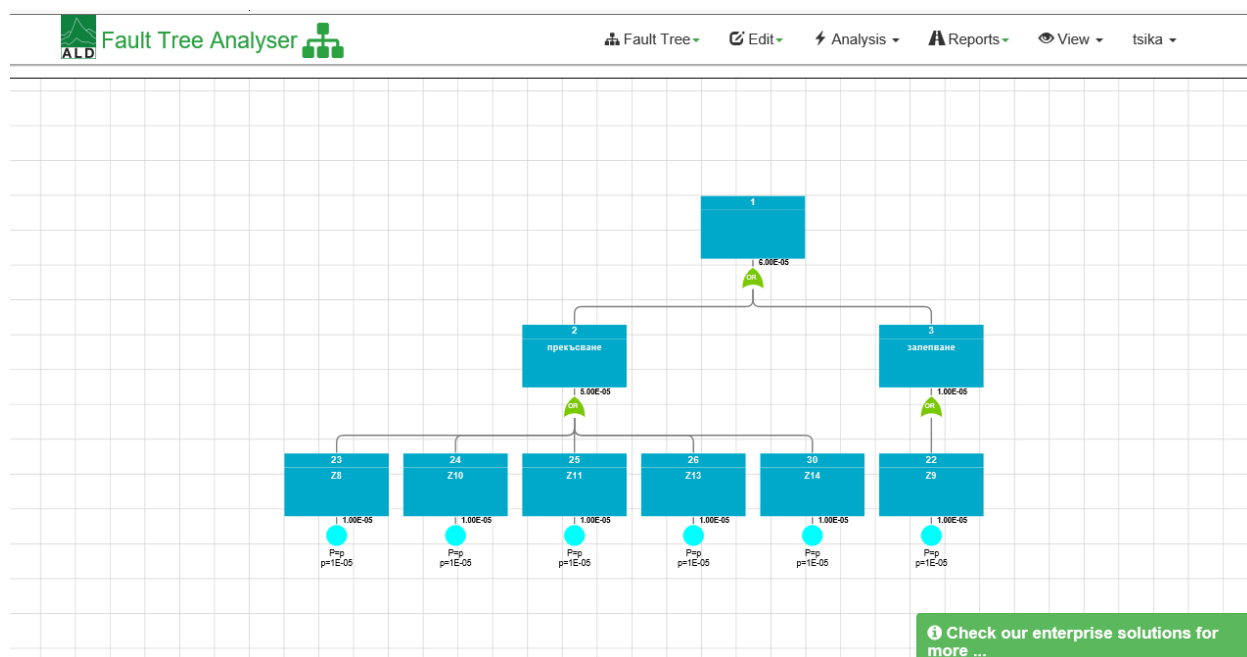 ALD Fault Tree Analyser Fault Tree Edit Analysis Reports View tsika
1
6.00E-05
OR
2 3
прекъсване залепване
5.00E-05 1.00E-05
OR OR
23 24 25 26 30 22
Z8 Z10 Z11 Z13 Z14 Z9
1.00E-05 1.00E-05 1.00E-05 1.00E-05 1.00E-05 1.00E-05
P=p P=p P=p P=p P=p P=p
p=1E-05 p=1E-05 p=1E-05 p=1E-05 p=1E-05 p=1E-05
Check our enterprise solutions for
more ...